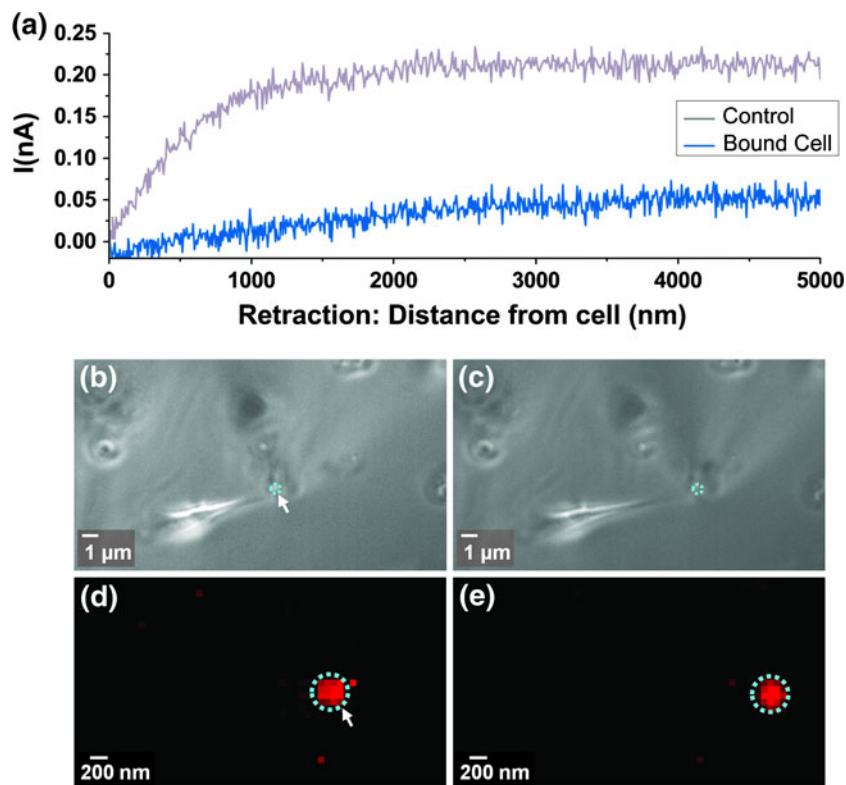 (a)
0.25
0.20
0.15
0.10
0.05
0.00
I(nA)
Control
Bound Cell
0 1000 2000 3000 4000 5000
Retraction: Distance from cell (nm)
(b)
1 µm
(c)
1 µm
(d)
200 nm
(e)
200 nm